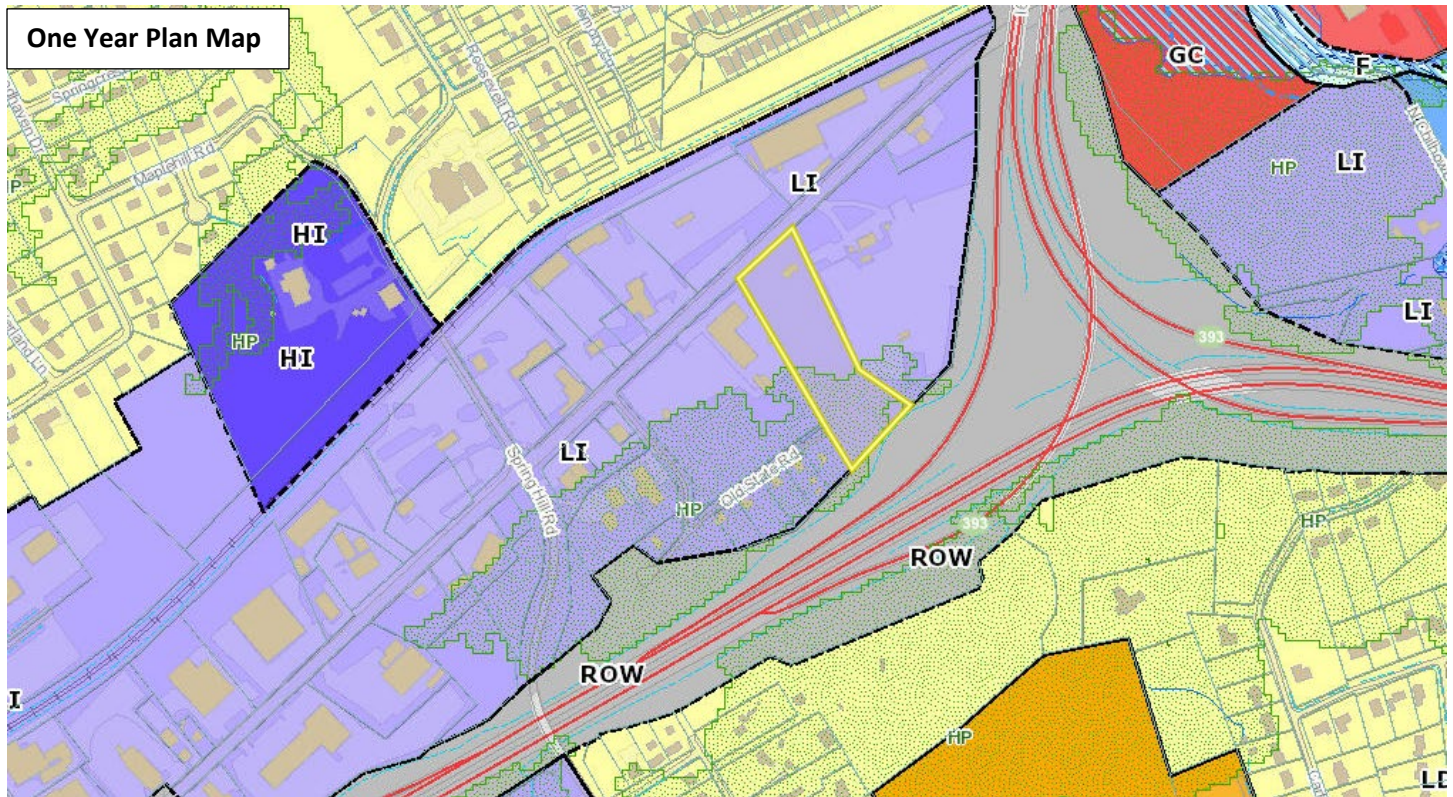 One Year Plan Map
Springcreek
Maplehill Rd
Roosevelt Rd
GC
F
HP
LI
LI
HI
HP
HI
LI
393
Spring Hill Rd
LI
Old State Rd
HP
393
HP
ROW
ROW
HP